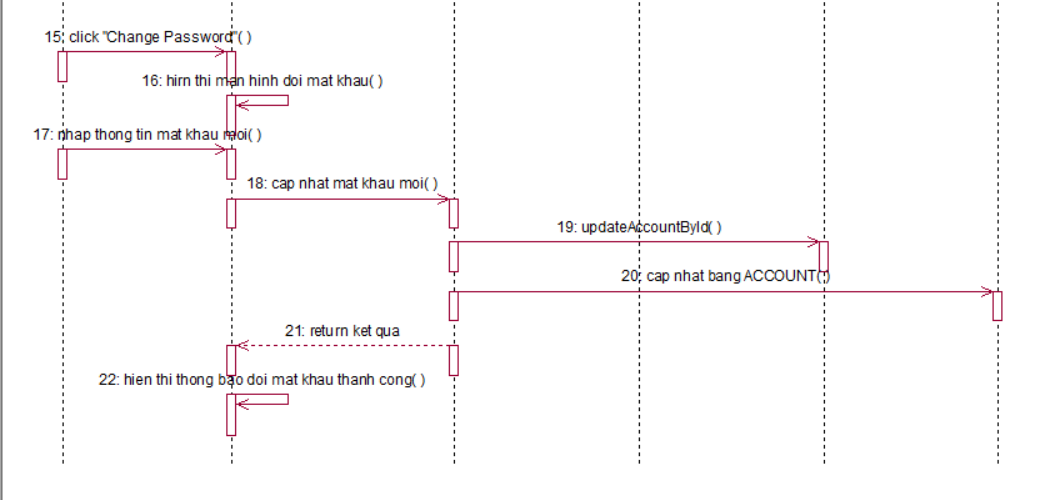 15: click "Change Password"( )
16: hirn thi man hinh doi mat khau( )
17: nhap thong tin mat khau moi( )
18: cap nhat mat khau moi( )
19: updateAccountById( )
20: cap nhat bang ACCOUNT( )
21: return ket qua
22: hien thi thong bao doi mat khau thanh cong( )